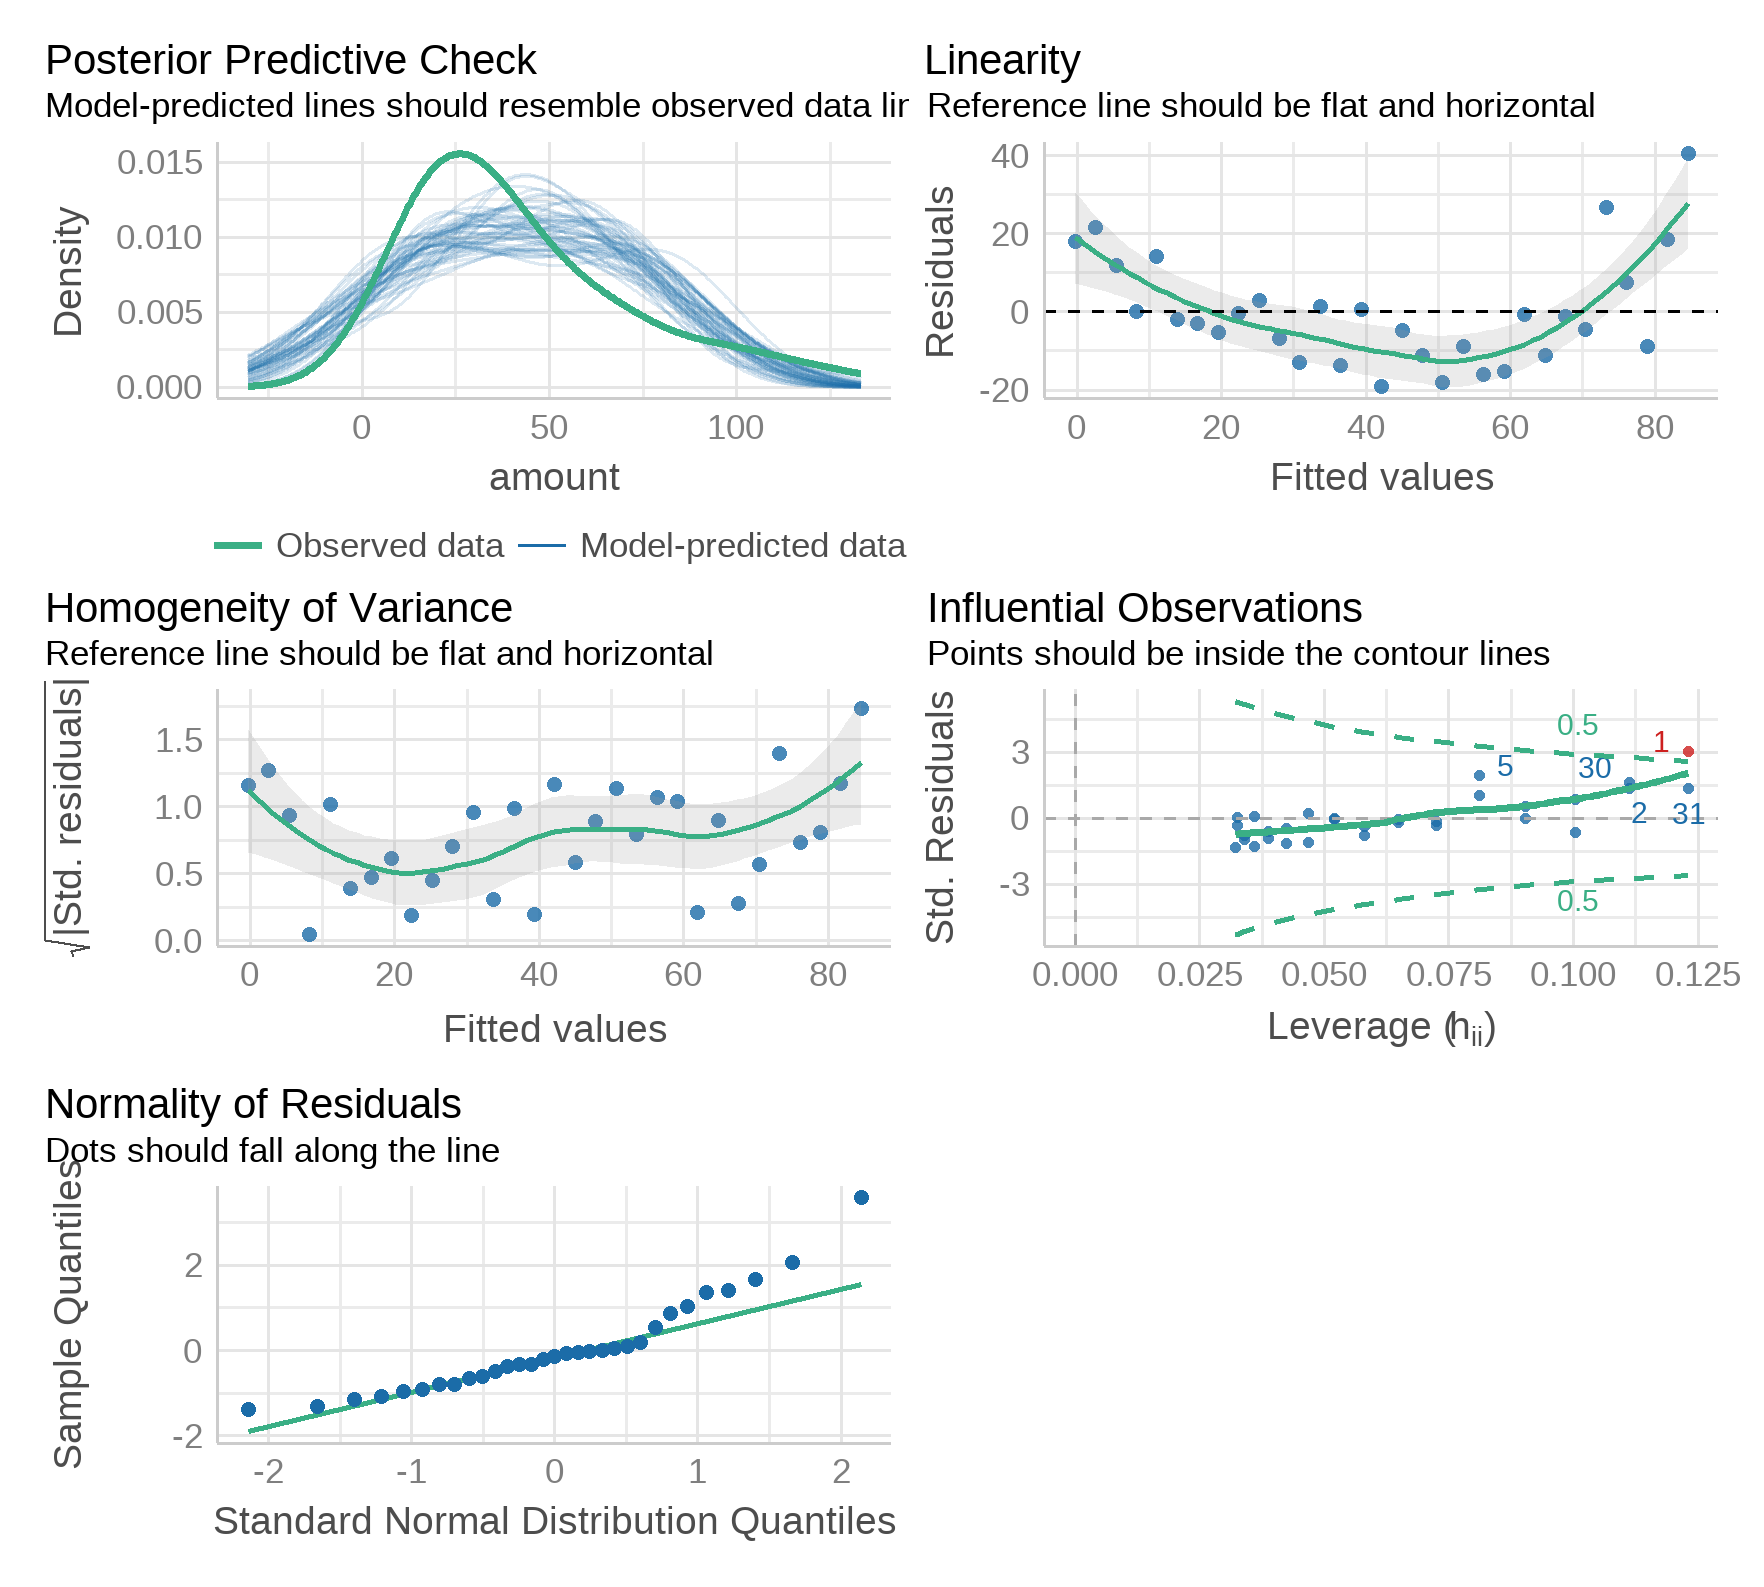 Posterior Predictive Check
Model-predicted lines should resemble observed data lin
Density
0.015
0.010
0.005
0.000
0
50
100
amount
Observed data
Model-predicted data
Linearity
Reference line should be flat and horizontal
Residuals
40
20
0
-20
0
20
40
60
80
Fitted values
Homogeneity of Variance
Reference line should be flat and horizontal
√|Std. residuals|
1.5
1.0
0.5
0.0
0
20
40
60
80
Fitted values
Influential Observations
Points should be inside the contour lines
Std. Residuals
3
0
-3
0.5
1
5
30
2
31
0.5
0.000
0.025
0.050
0.075
0.100
0.125
Leverage (hii)
Normality of Residuals
Dots should fall along the line
Sample Quantiles
2
0
-2
-2
-1
0
1
2
Standard Normal Distribution Quantiles